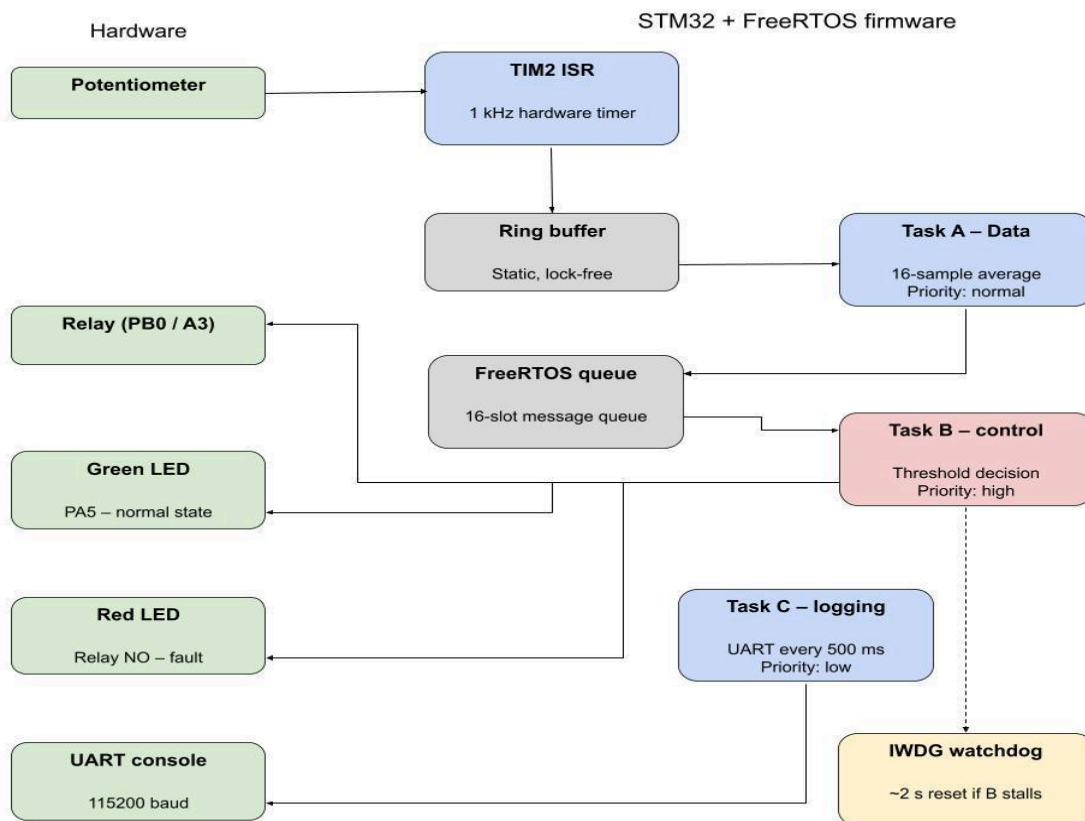 Hardware
STM32 + FreeRTOS firmware
Potentiometer
TIM2 ISR
1 kHz hardware timer
Ring buffer
Static, lock-free
Task A – Data
16-sample average
Priority: normal
Relay (PB0 / A3)
FreeRTOS queue
16-slot message queue
Task B – control
Threshold decision
Priority: high
Green LED
PA5 – normal state
Red LED
Relay NO – fault
Task C – logging
UART every 500 ms
Priority: low
UART console
115200 baud
IWDG watchdog
~2 s reset if B stalls